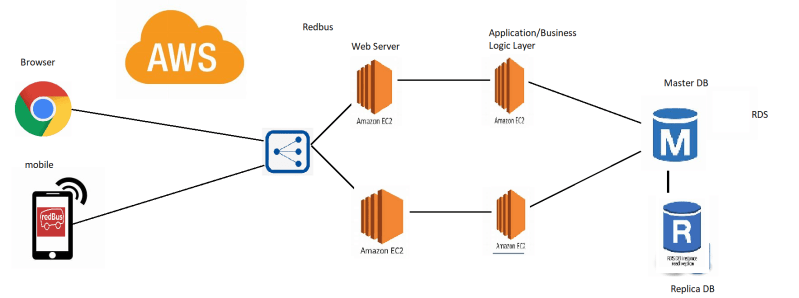 Redbus
AWS
Web Server
Application/Business
Logic Layer
Browser
Master DB
Amazon EC2
Amazon EC2
M
RDS
mobile
redBus
Amazon EC2
Amazon EC2
R
Replica DB